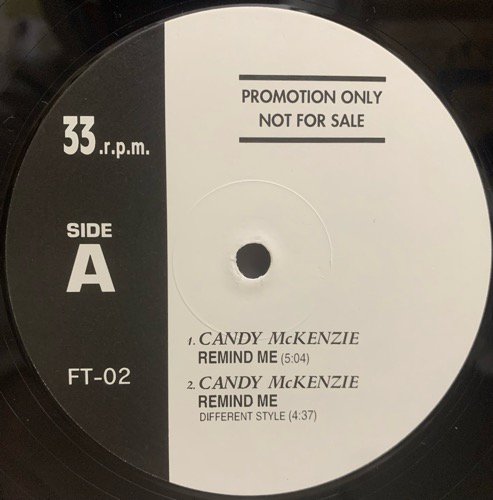 33.r.p.m.
SIDE
A
FT-02
PROMOTION ONLY
NOT FOR SALE
1. CANDY McKENZIE
REMIND ME (5:04)
2. CANDY McKENZIE
REMIND ME
DIFFERENT STYLE (4:37)